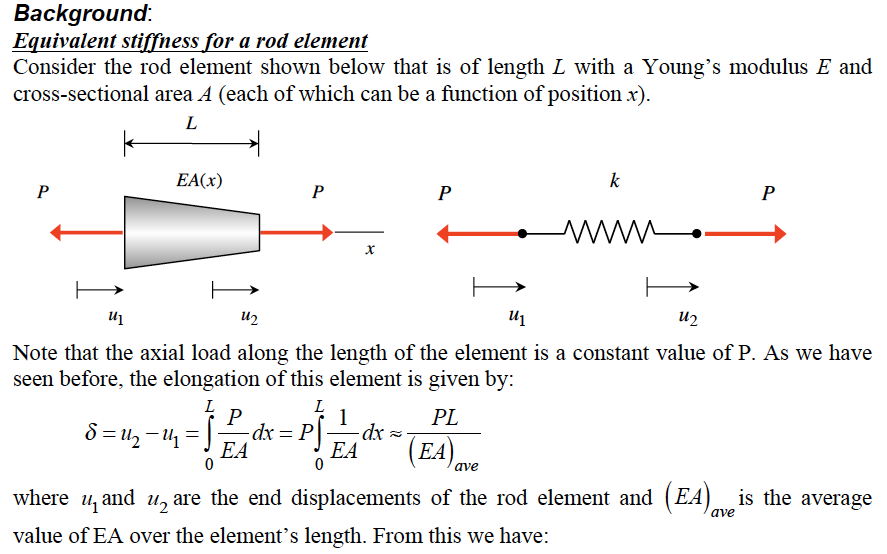 Background:
Equivalent stiffness for a rod element
Consider the rod element shown below that is of length L with a Young's modulus E and
cross-sectional area A (each of which can be a function of position x).
L
EA(x)
P
P
x
u₁
u₂
k
P
P
u₁
u₂
Note that the axial load along the length of the element is a constant value of P. As we have
seen before, the elongation of this element is given by:
δ = u₂ − u₁ = ∫₀ᴸ P/EA dx = P∫₀ᴸ 1/EA dx ≈ PL/(EA)ave
where u₁ and u₂ are the end displacements of the rod element and (EA)ave is the average
value of EA over the element's length. From this we have: